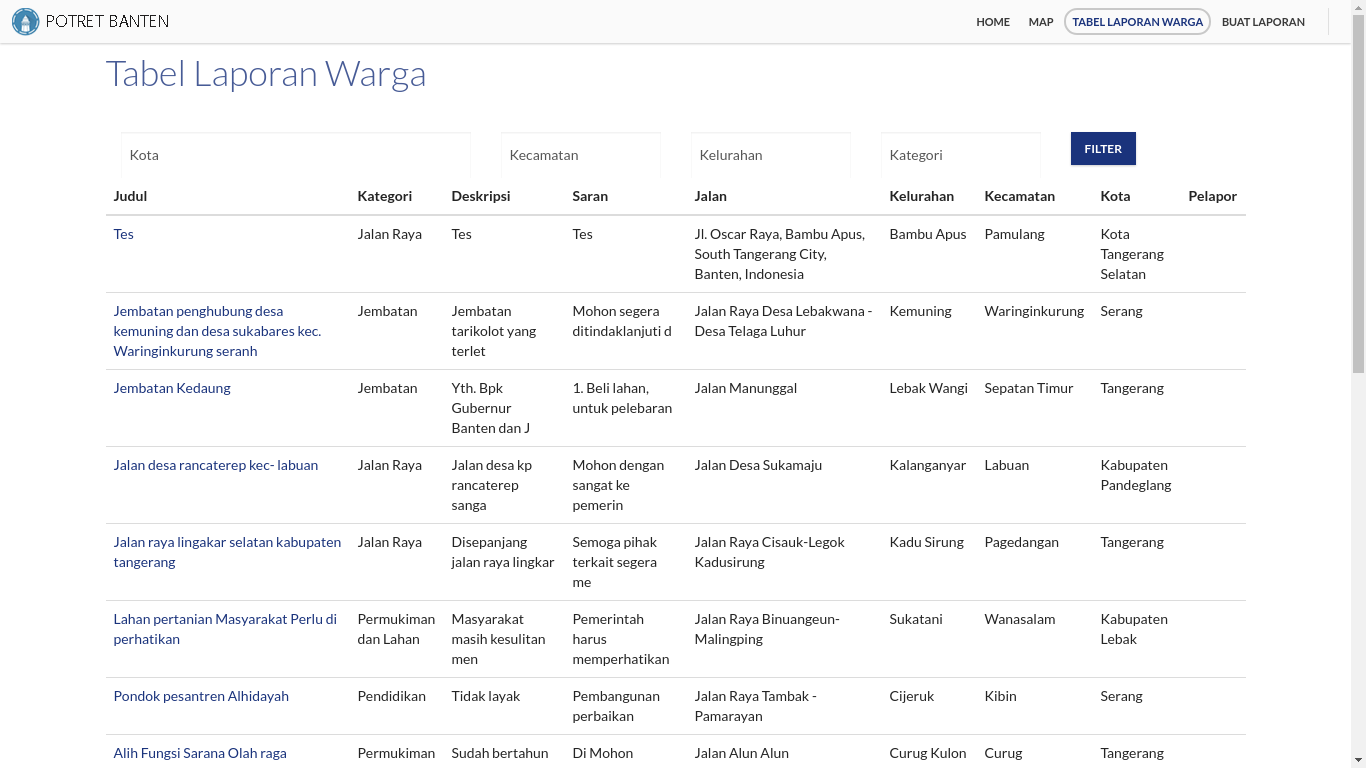 POTRET BANTEN
HOME MAP TABEL LAPORAN WARGA BUAT LAPORAN
Tabel Laporan Warga
Kota Kecamatan Kelurahan Kategori FILTER
Judul Kategori Deskripsi Saran Jalan Kelurahan Kecamatan Kota Pelapor
Tes Jalan Raya Tes Tes Jl. Oscar Raya, Bambu Apus, Bambu Apus Pamulang Kota
South Tangerang City, Tangerang
Banten, Indonesia Selatan
Jembatan penghubung desa Jembatan Jembatan Mohon segera Jalan Raya Desa Lebakwana - Kemuning Waringinkurung Serang
kemuning dan desa sukabares kec. tarikolot yang ditindaklanjuti d Desa Telaga Luhur
Waringinkurung seranh terlet
Jembatan Kedaung Jembatan Yth. Bpk 1. Beli lahan, Jalan Manunggal Lebak Wangi Sepatan Timur Tangerang
Gubernur untuk pelebaran
Banten dan J
Jalan desa rancaterep kec- labuan Jalan Raya Jalan desa kp Mohon dengan Jalan Desa Sukamaju Kalanganyar Labuan Kabupaten
rancaterep sangat ke Pandeglang
sanga pemerin
Jalan raya lingakar selatan kabupaten Jalan Raya Disepanjang Semoga pihak Jalan Raya Cisauk-Legok Kadu Sirung Pagedangan Tangerang
tangerang jalan raya lingkar terkait segera Kadusirung
me
Lahan pertanian Masyarakat Perlu di Permukiman Masyarakat Pemerintah Jalan Raya Binuangeun- Sukatani Wanasalam Kabupaten
perhatikan dan Lahan masih kesulitan harus Malingping Lebak
men memperhatikan
Pondok pesantren Alhidayah Pendidikan Tidak layak Pembangunan Jalan Raya Tambak - Cijeruk Kibin Serang
perbaikan Pamarayan
Alih Fungsi Sarana Olah raga Permukiman Sudah bertahun Di Mohon Jalan Alun Alun Curug Kulon Curug Tangerang